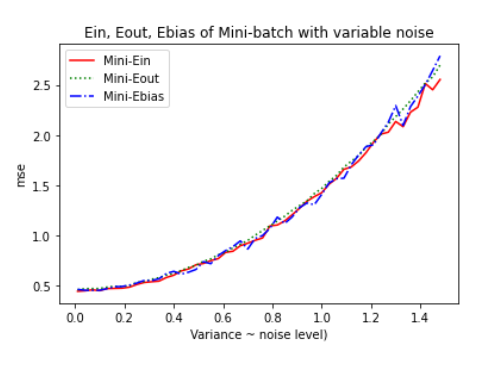 Ein, Eout, Ebias of Mini-batch with variable noise
Mini-Ein
Mini-Eout
Mini-Ebias
mse
2.5
2.0
1.5
1.0
0.5
0.0 0.2 0.4 0.6 0.8 1.0 1.2 1.4
Variance ~ noise level)